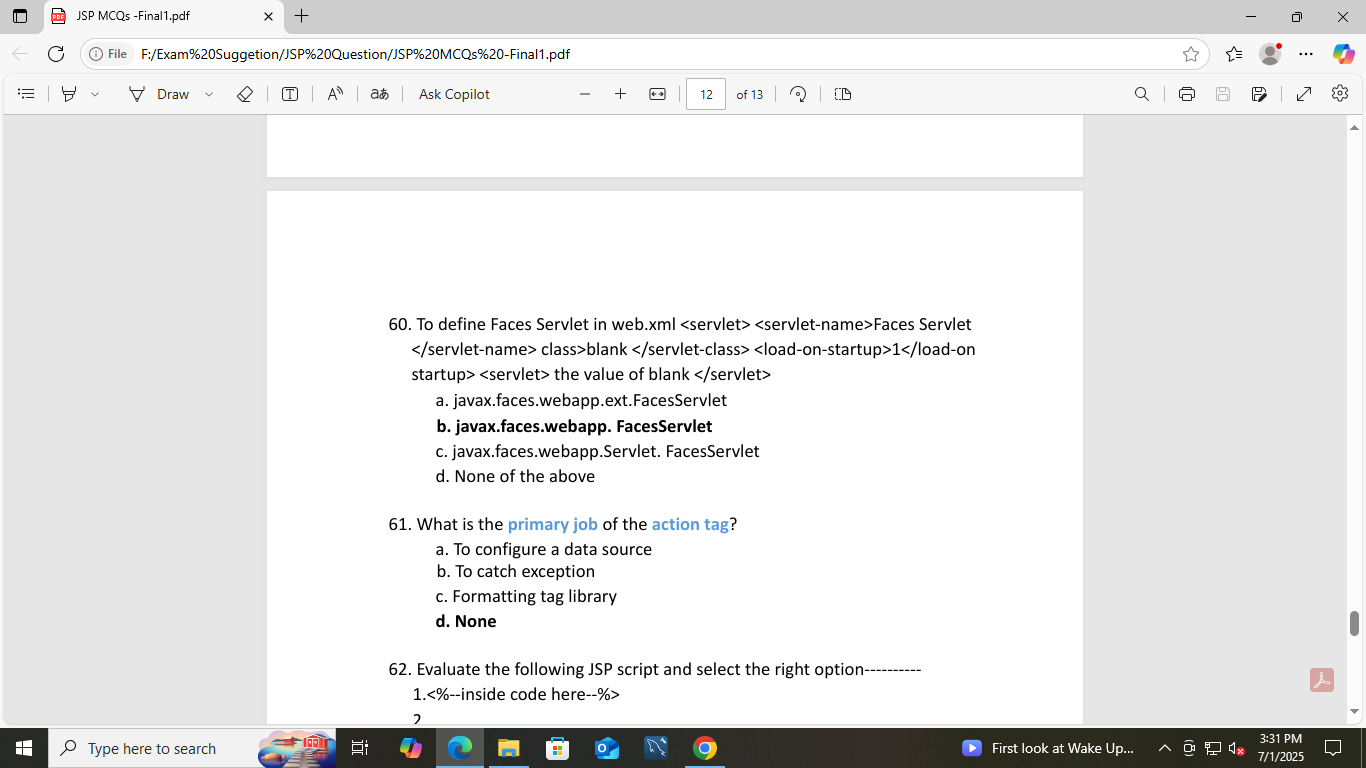 JSP MCQs -Final1.pdf
File
F:/Exam%20Suggetion/JSP%20Question/JSP%20MCQs%20-Final1.pdf
Draw
Ask Copilot
12
of 13
60. To define Faces Servlet in web.xml <servlet> <servlet-name>Faces Servlet
</servlet-name> class>blank </servlet-class> <load-on-startup>1</load-on
startup> <servlet> the value of blank </servlet>
a. javax.faces.webapp.ext.FacesServlet
b. javax.faces.webapp. FacesServlet
c. javax.faces.webapp.Servlet. FacesServlet
d. None of the above
61. What is the primary job of the action tag?
a. To configure a data source
b. To catch exception
c. Formatting tag library
d. None
62. Evaluate the following JSP script and select the right option----------
1.<%--inside code here--%>
2
Type here to search
First look at Wake Up...
3:31 PM
7/1/2025